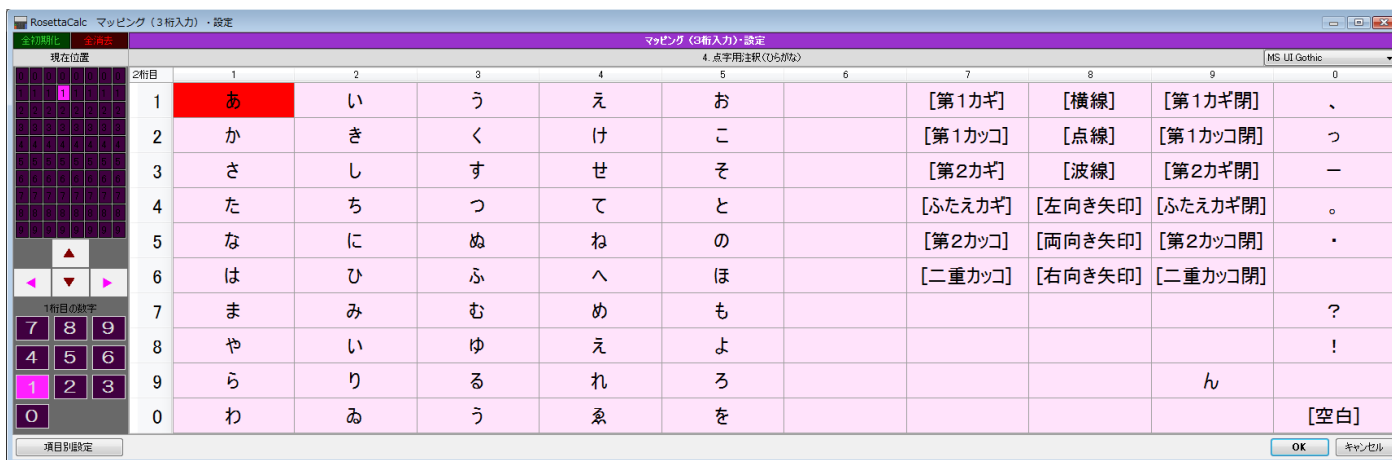 RosettaCalc マッピング（３桁入力）・設定
全初期化 全消去 マッピング（3桁入力）・設定
現在位置 4. 点字用注釈（ひらがな） MS UI Gothic
2桁目 1 2 3 4 5 6 7 8 9 0
1 あ い う え お [第1カギ] [横線] [第1カギ閉] 、
2 か き く け こ [第1カッコ] [点線] [第1カッコ閉] っ
3 さ し す せ そ [第2カギ] [波線] [第2カギ閉] ー
4 た ち つ て と [ふたえカギ] [左向き矢印] [ふたえカギ閉] 。
5 な に ぬ ね の [第2カッコ] [両向き矢印] [第2カッコ閉] ・
6 は ひ ふ へ ほ [二重カッコ] [右向き矢印] [二重カッコ閉]
7 ま み む め も ？
8 や い ゆ え よ ！
9 ら り る れ ろ ん
0 わ ゐ う ゑ を [空白]
1桁目の数字
7 8 9
4 5 6
1 2 3
0
項目別設定 OK キャンセル